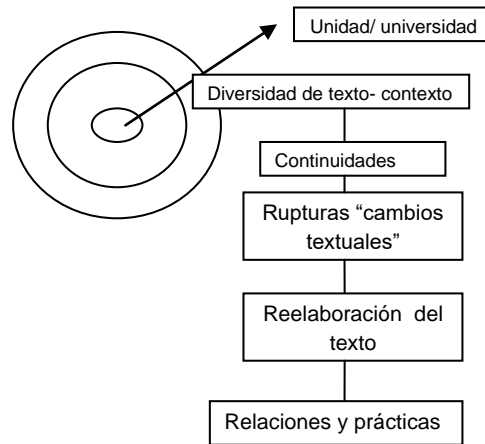 Unidad/ universidad
Diversidad de texto- contexto
Continuidades
Rupturas “cambios
textuales”
Reelaboración del
texto
Relaciones y prácticas